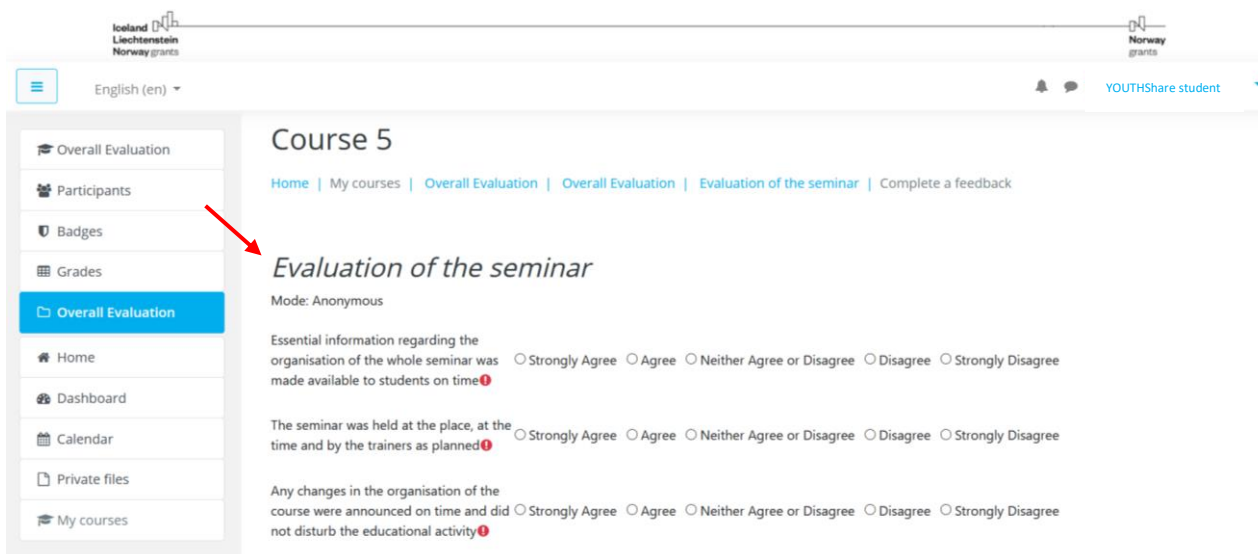 Iceland
Liechtenstein
Norway grants
Norway
grants
English (en)
YOUTHShare student
Overall Evaluation
Participants
Badges
Grades
Overall Evaluation
Home
Dashboard
Calendar
Private files
My courses
Course 5
Home | My courses | Overall Evaluation | Overall Evaluation | Evaluation of the seminar | Complete a feedback
Evaluation of the seminar
Mode: Anonymous
Essential information regarding the
organisation of the whole seminar was
made available to students on time
Strongly Agree Agree Neither Agree or Disagree Disagree Strongly Disagree
The seminar was held at the place, at the
time and by the trainers as planned
Strongly Agree Agree Neither Agree or Disagree Disagree Strongly Disagree
Any changes in the organisation of the
course were announced on time and did
not disturb the educational activity
Strongly Agree Agree Neither Agree or Disagree Disagree Strongly Disagree